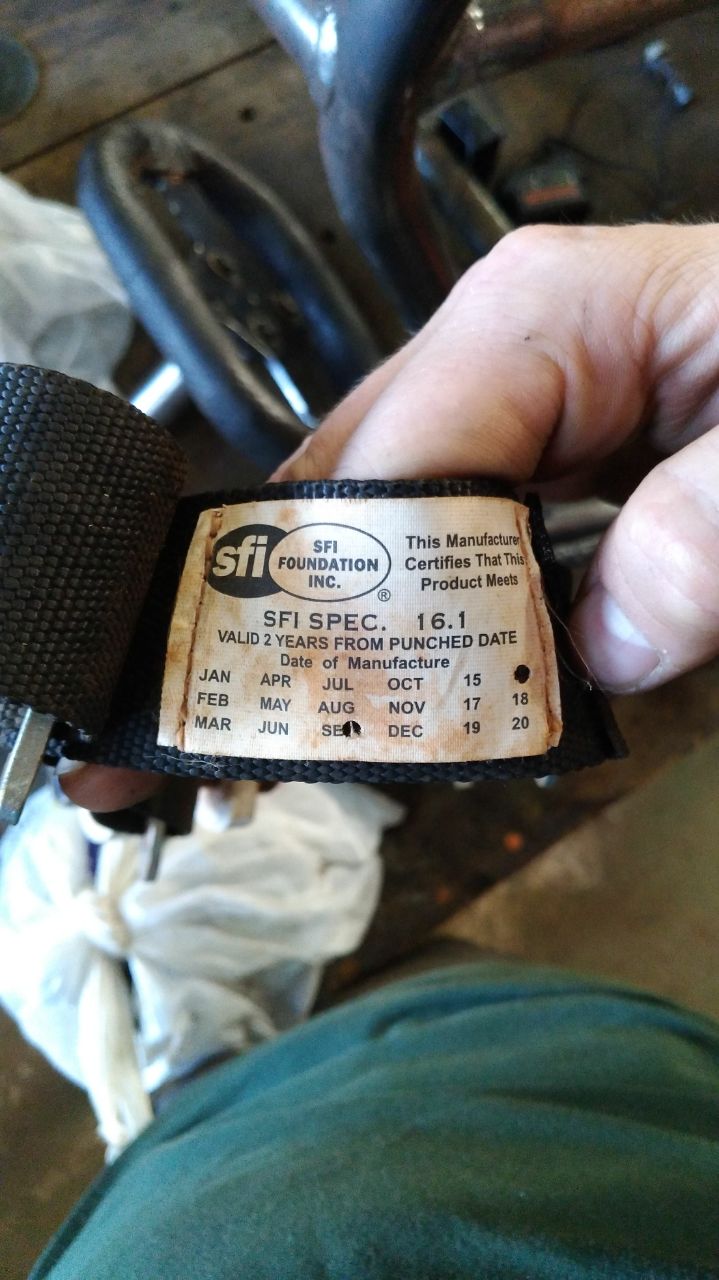 sfi
SFI
FOUNDATION
INC.
®
This Manufacturer
Certifies That This
Product Meets
SFI SPEC. 16.1
VALID 2 YEARS FROM PUNCHED DATE
Date of Manufacture
JAN APR JUL OCT 15
FEB MAY AUG NOV 17 18
MAR JUN SE DEC 19 20